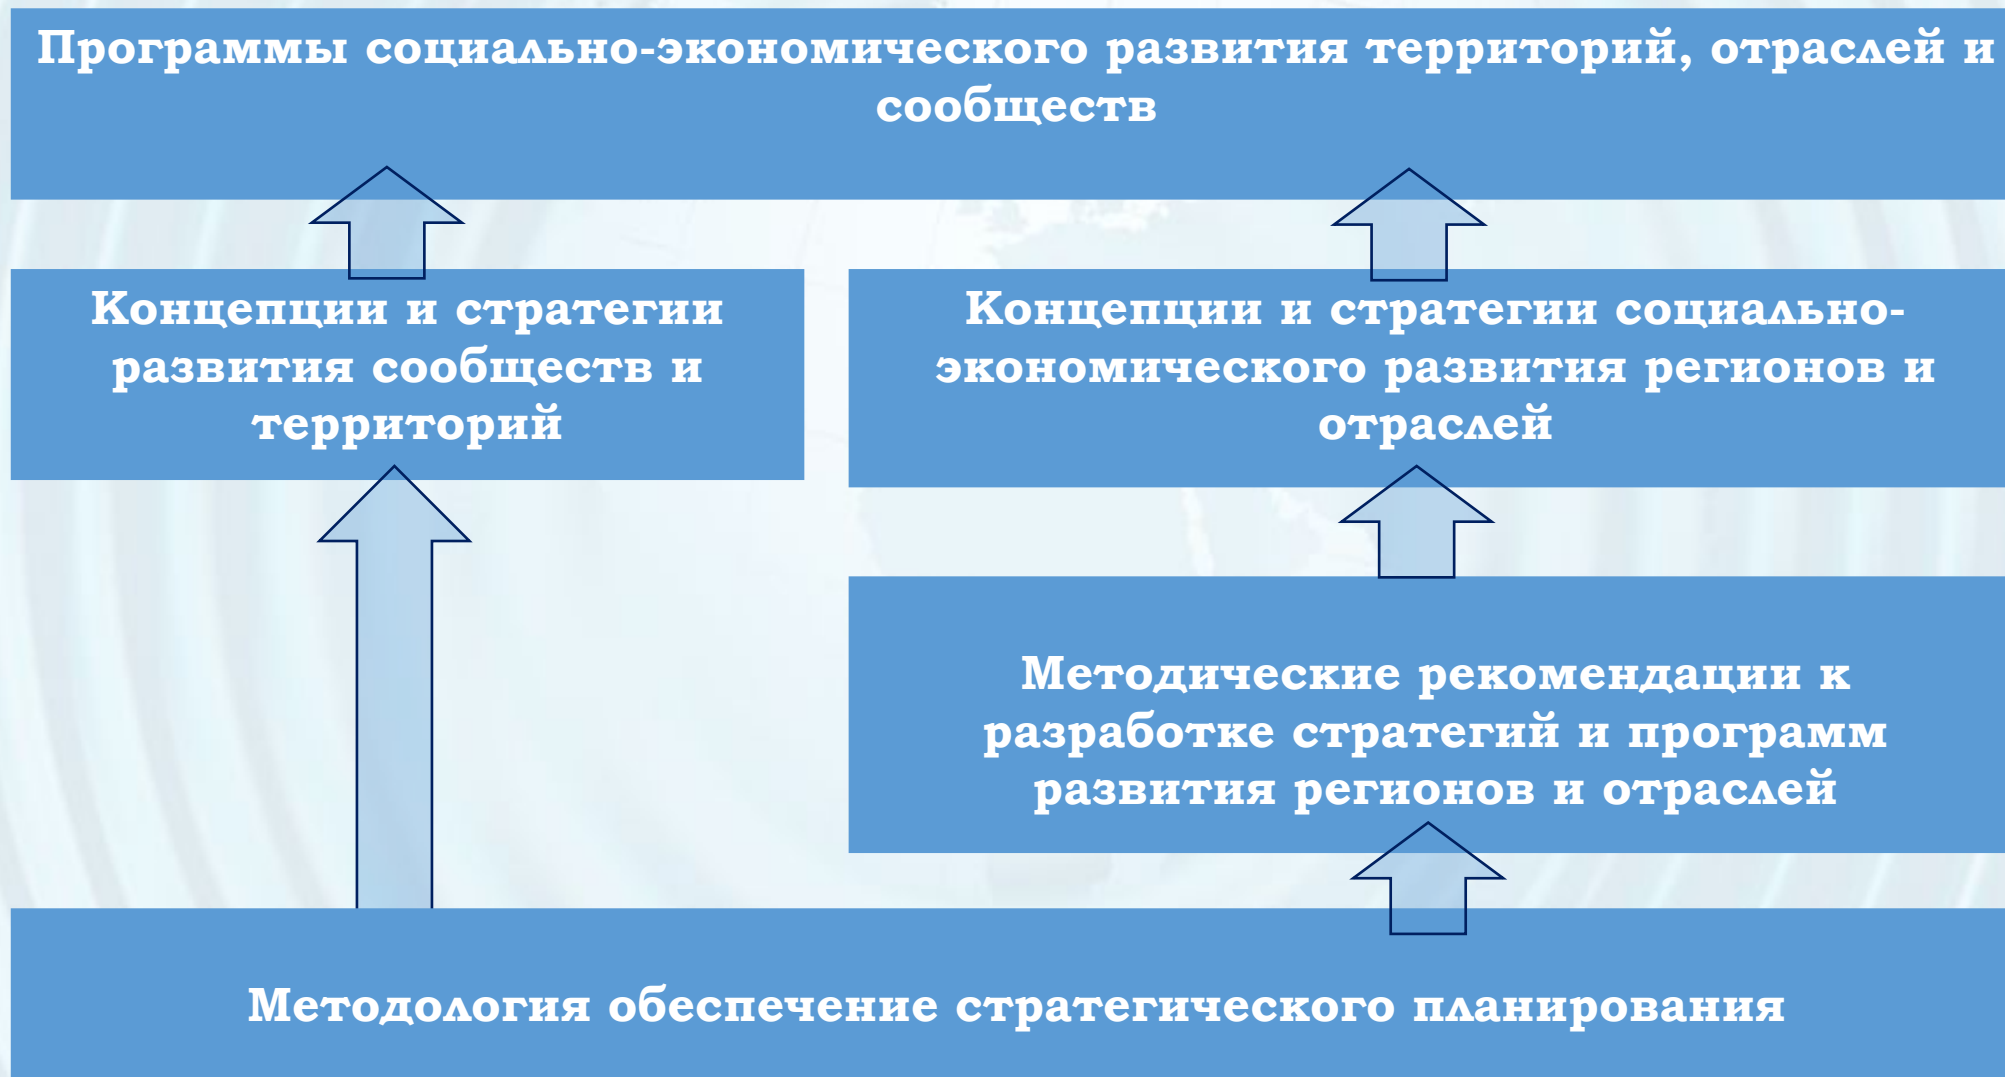 Программы социально-экономического развития территорий, отраслей и
сообществ
Концепции и стратегии
развития сообществ и
территорий
Концепции и стратегии социально-
экономического развития регионов и
отраслей
Методические рекомендации к
разработке стратегий и программ
развития регионов и отраслей
Методология обеспечение стратегического планирования